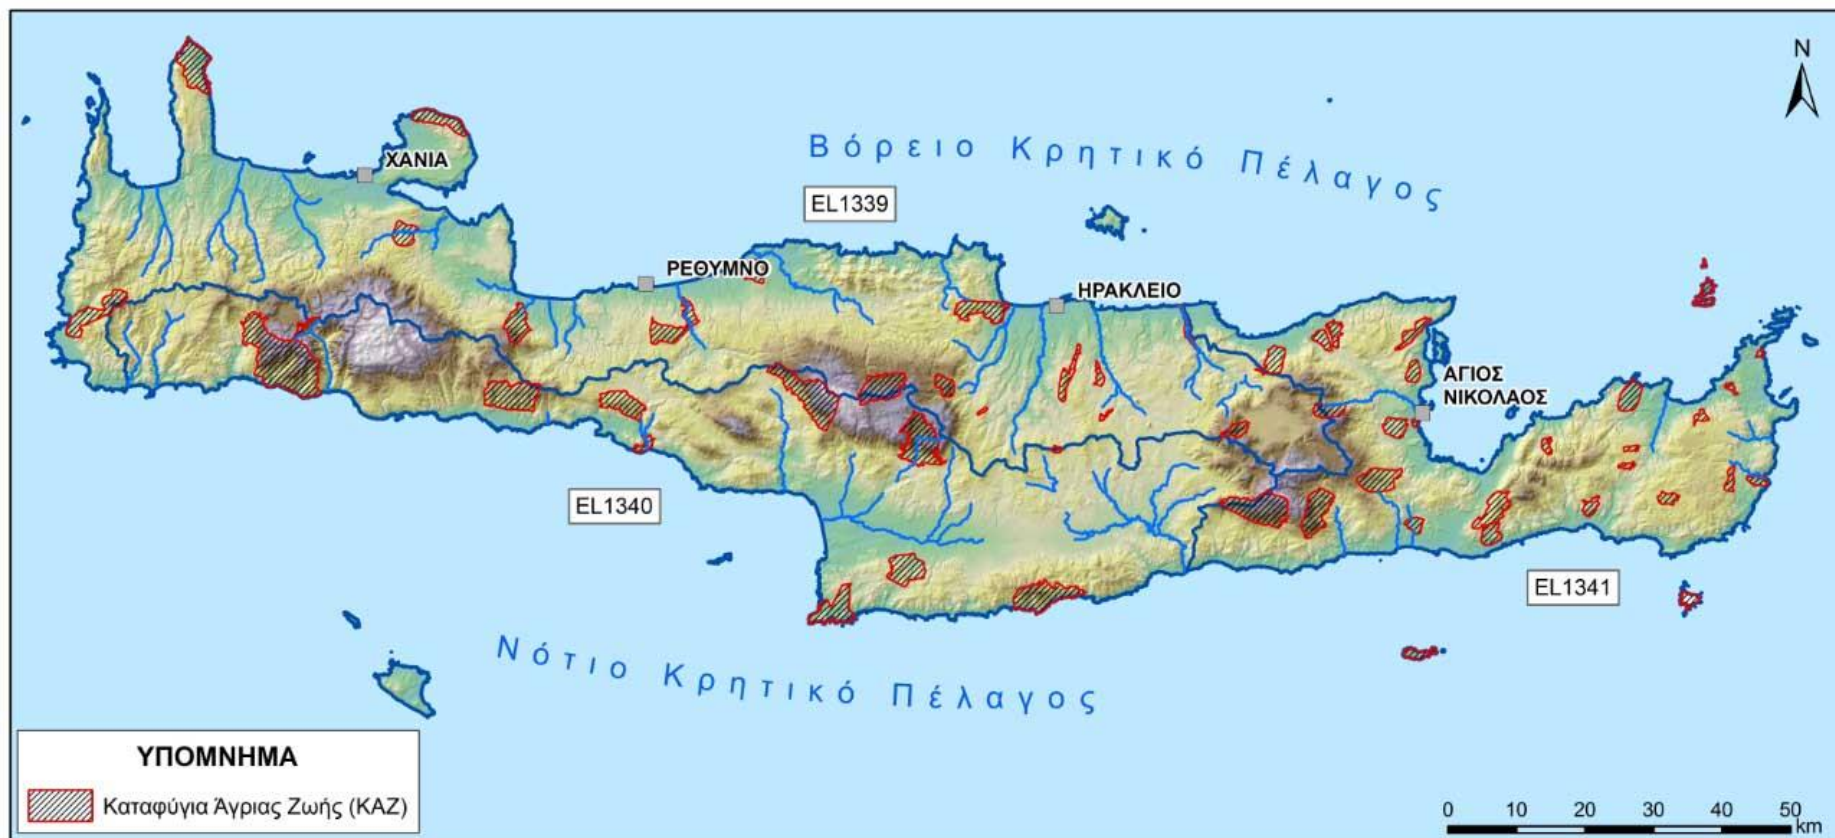 N
ΧΑΝΙΑ
Βόρειο Κρητικό Πέλαγος
EL1339
ΡΕΘΥΜΝΟ
ΗΡΑΚΛΕΙΟ
ΑΓΙΟΣ
ΝΙΚΟΛΑΟΣ
EL1340
EL1341
Νότιο Κρητικό Πέλαγος
ΥΠΟΜΝΗΜΑ
Καταφύγια Άγριας Ζωής (ΚΑΖ)
0 10 20 30 40 50
km